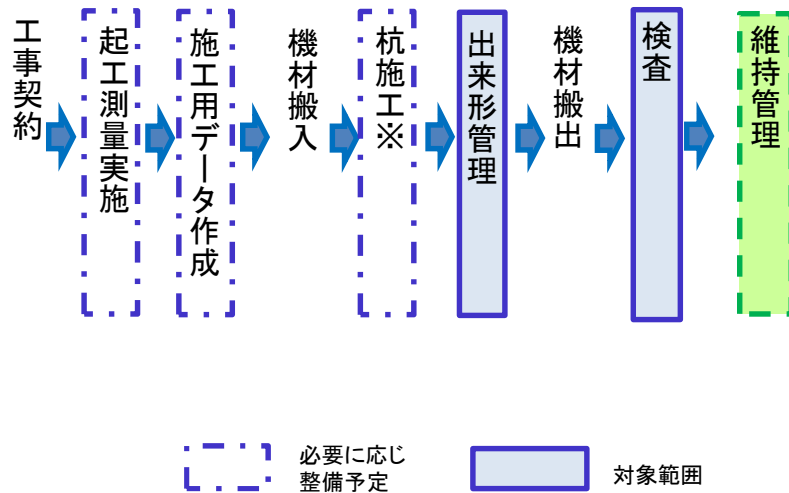 工事契約
起工測量実施
施工用データ作成
機材搬入
杭施工※
出来形管理
機材搬出
検査
維持管理
必要に応じ
整備予定
対象範囲